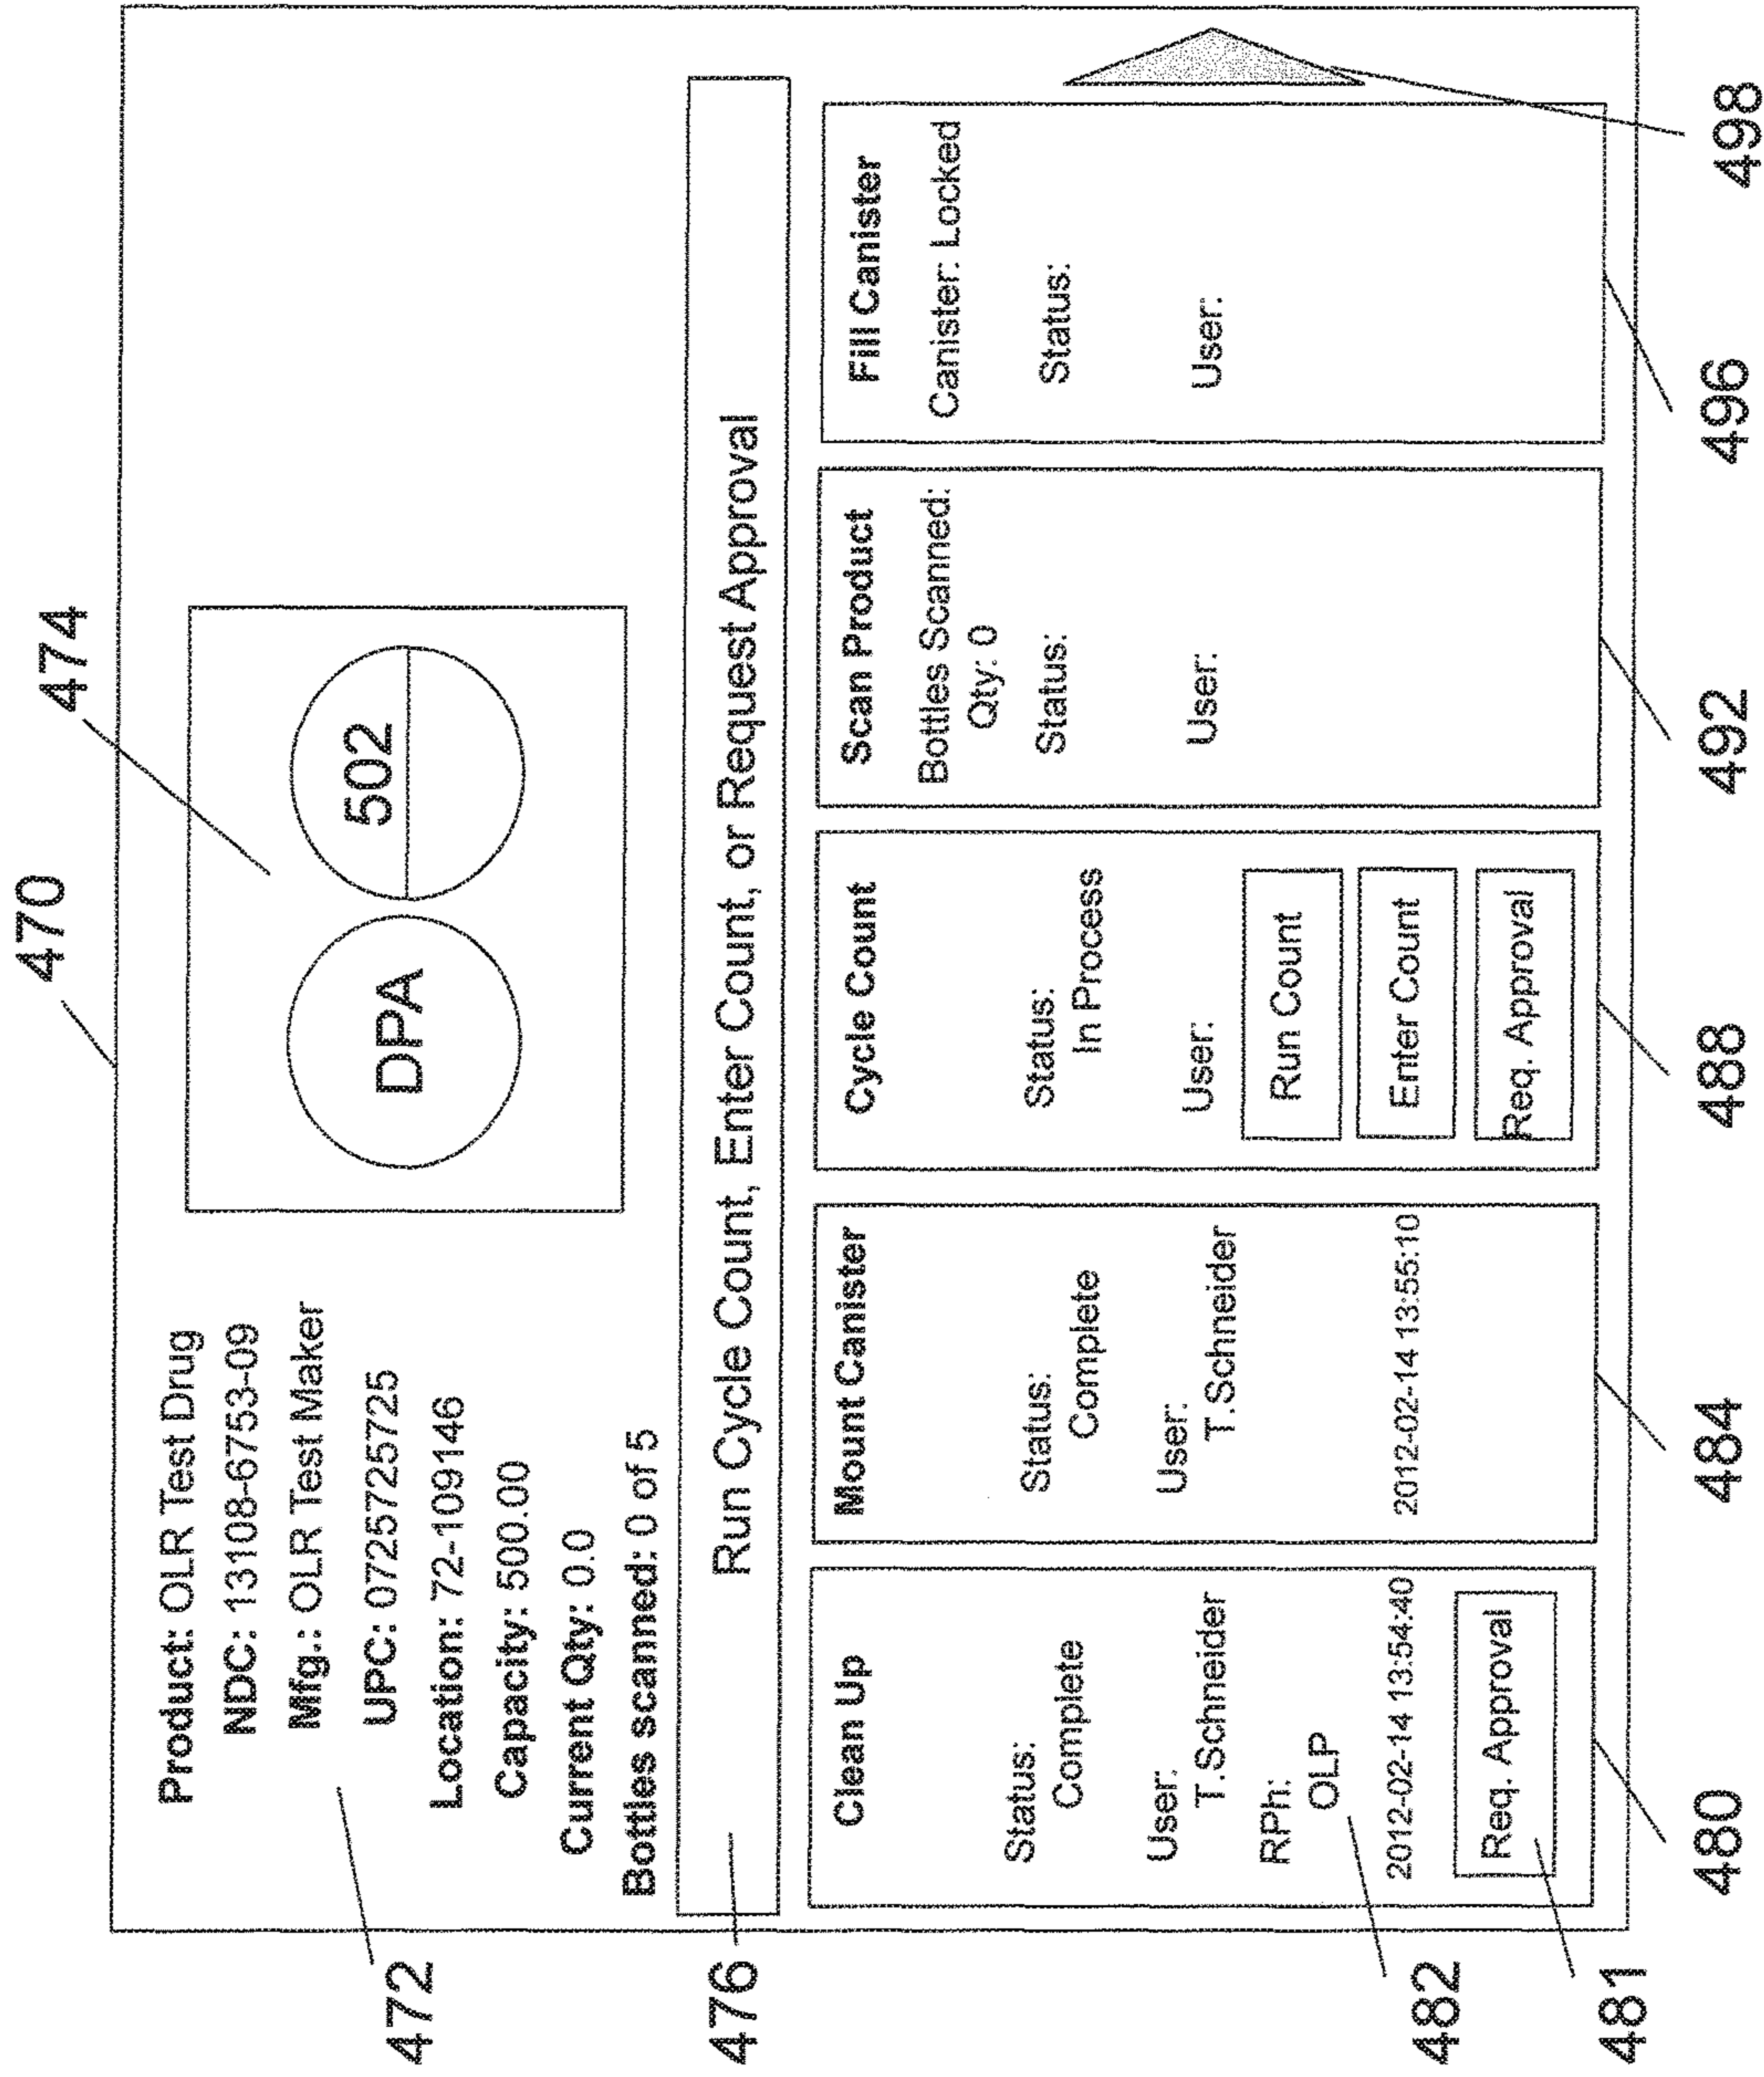 470
474
Product: OLR Test Drug
NDC: 13108-6753-09
Mfg.: OLR Test Maker
UPC: 0725725725
Location: 72-109146
Capacity: 500.00
Current Qty: 0.0
Bottles scanned: 0 of 5
DPA
502
472
476
Run Cycle Count, Enter Count, or Request Approval
Clean Up
Status:
Complete
User:
T.Schneider
RPh:
OLP
2012-02-14 13:54:40
Req. Approval
Mount Canister
Status:
Complete
User:
T.Schneider
2012-02-14 13:55:10
Cycle Count
Status:
In Process
User:
Run Count
Enter Count
Req. Approval
Scan Product
Bottles Scanned:
Qty: 0
Status:
User:
Fill Canister
Canister: Locked
Status:
User:
482
481
480
484
488
492
496
498